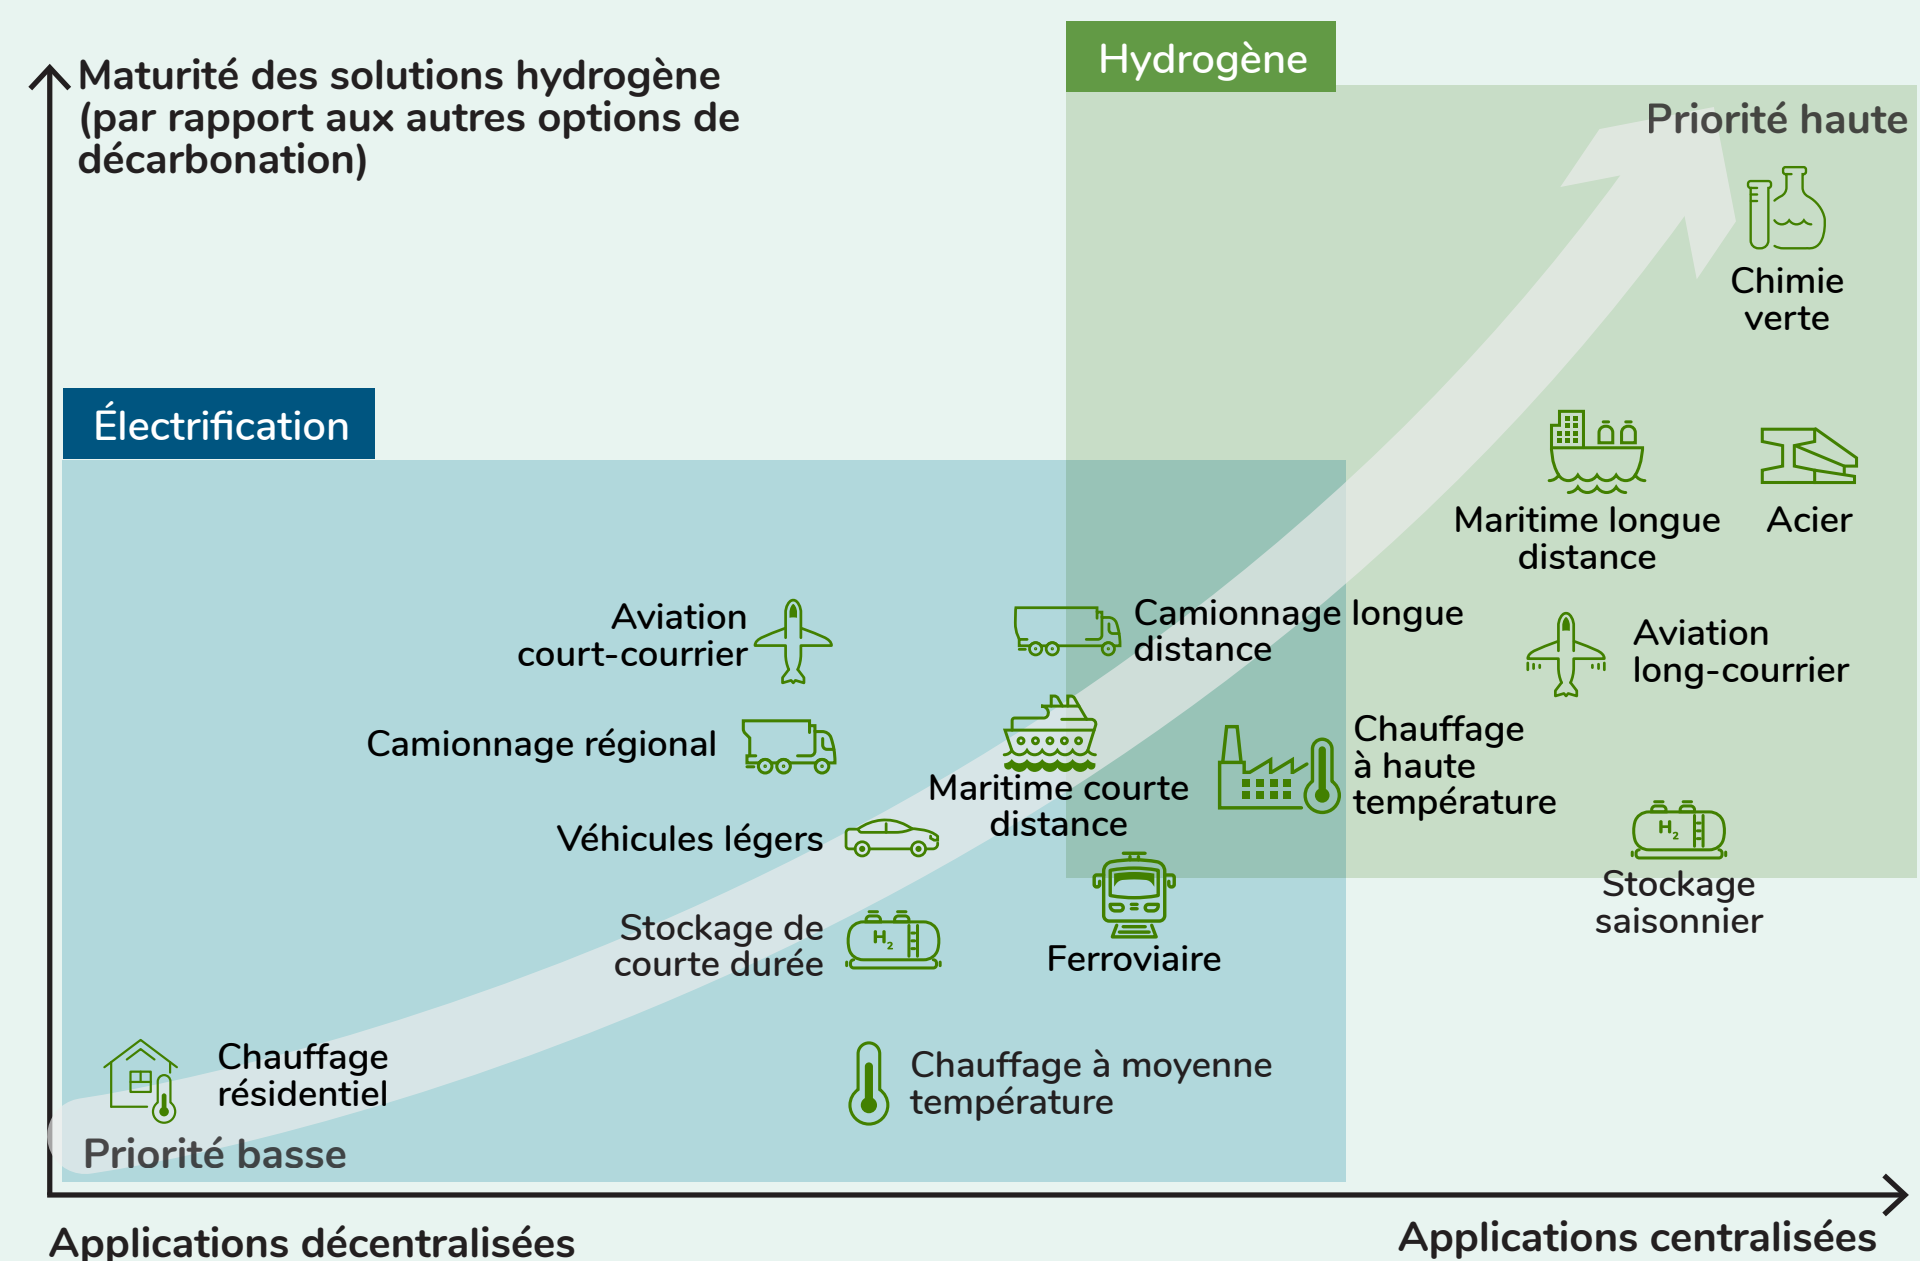 Hydrogène
Maturité des solutions hydrogène
(par rapport aux autres options de
décarbonation)
Priorité haute
Chimie
verte
Électrification
Maritime longue
distance
Acier
Aviation
court-courrier
Camionnage longue
distance
Aviation
long-courrier
Camionnage régional
Maritime courte
distance
Chauffage
à haute
température
Véhicules légers
H2
Stockage
saisonnier
Stockage de
courte durée
H2
Ferroviaire
Chauffage
résidentiel
Chauffage à moyenne
température
Priorité basse
Applications décentralisées
Applications centralisées